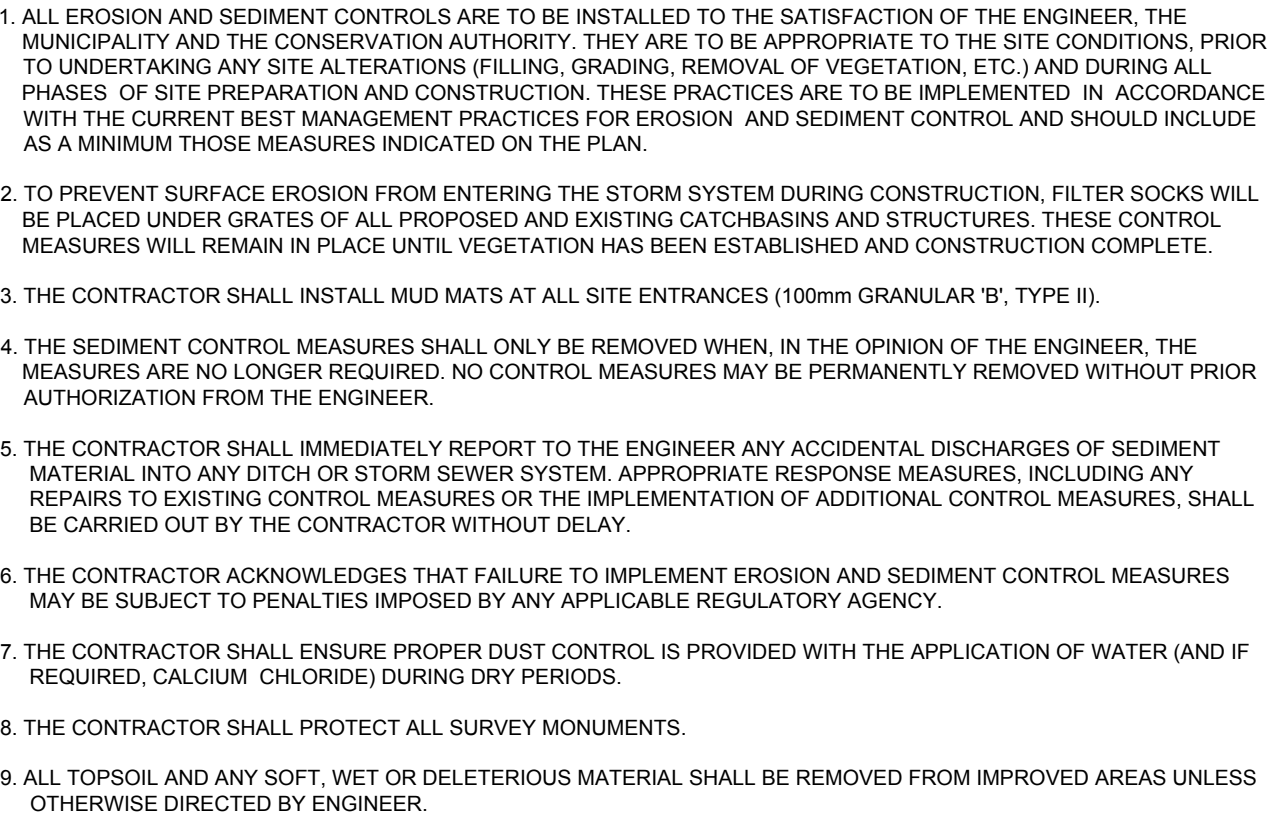 1. ALL EROSION AND SEDIMENT CONTROLS ARE TO BE INSTALLED TO THE SATISFACTION OF THE ENGINEER, THE
MUNICIPALITY AND THE CONSERVATION AUTHORITY. THEY ARE TO BE APPROPRIATE TO THE SITE CONDITIONS, PRIOR
TO UNDERTAKING ANY SITE ALTERATIONS (FILLING, GRADING, REMOVAL OF VEGETATION, ETC.) AND DURING ALL
PHASES OF SITE PREPARATION AND CONSTRUCTION. THESE PRACTICES ARE TO BE IMPLEMENTED IN ACCORDANCE
WITH THE CURRENT BEST MANAGEMENT PRACTICES FOR EROSION AND SEDIMENT CONTROL AND SHOULD INCLUDE
AS A MINIMUM THOSE MEASURES INDICATED ON THE PLAN.
2. TO PREVENT SURFACE EROSION FROM ENTERING THE STORM SYSTEM DURING CONSTRUCTION, FILTER SOCKS WILL
BE PLACED UNDER GRATES OF ALL PROPOSED AND EXISTING CATCHBASINS AND STRUCTURES. THESE CONTROL
MEASURES WILL REMAIN IN PLACE UNTIL VEGETATION HAS BEEN ESTABLISHED AND CONSTRUCTION COMPLETE.
3. THE CONTRACTOR SHALL INSTALL MUD MATS AT ALL SITE ENTRANCES (100mm GRANULAR 'B', TYPE II).
4. THE SEDIMENT CONTROL MEASURES SHALL ONLY BE REMOVED WHEN, IN THE OPINION OF THE ENGINEER, THE
MEASURES ARE NO LONGER REQUIRED. NO CONTROL MEASURES MAY BE PERMANENTLY REMOVED WITHOUT PRIOR
AUTHORIZATION FROM THE ENGINEER.
5. THE CONTRACTOR SHALL IMMEDIATELY REPORT TO THE ENGINEER ANY ACCIDENTAL DISCHARGES OF SEDIMENT
MATERIAL INTO ANY DITCH OR STORM SEWER SYSTEM. APPROPRIATE RESPONSE MEASURES, INCLUDING ANY
REPAIRS TO EXISTING CONTROL MEASURES OR THE IMPLEMENTATION OF ADDITIONAL CONTROL MEASURES, SHALL
BE CARRIED OUT BY THE CONTRACTOR WITHOUT DELAY.
6. THE CONTRACTOR ACKNOWLEDGES THAT FAILURE TO IMPLEMENT EROSION AND SEDIMENT CONTROL MEASURES
MAY BE SUBJECT TO PENALTIES IMPOSED BY ANY APPLICABLE REGULATORY AGENCY.
7. THE CONTRACTOR SHALL ENSURE PROPER DUST CONTROL IS PROVIDED WITH THE APPLICATION OF WATER (AND IF
REQUIRED, CALCIUM CHLORIDE) DURING DRY PERIODS.
8. THE CONTRACTOR SHALL PROTECT ALL SURVEY MONUMENTS.
9. ALL TOPSOIL AND ANY SOFT, WET OR DELETERIOUS MATERIAL SHALL BE REMOVED FROM IMPROVED AREAS UNLESS
OTHERWISE DIRECTED BY ENGINEER.